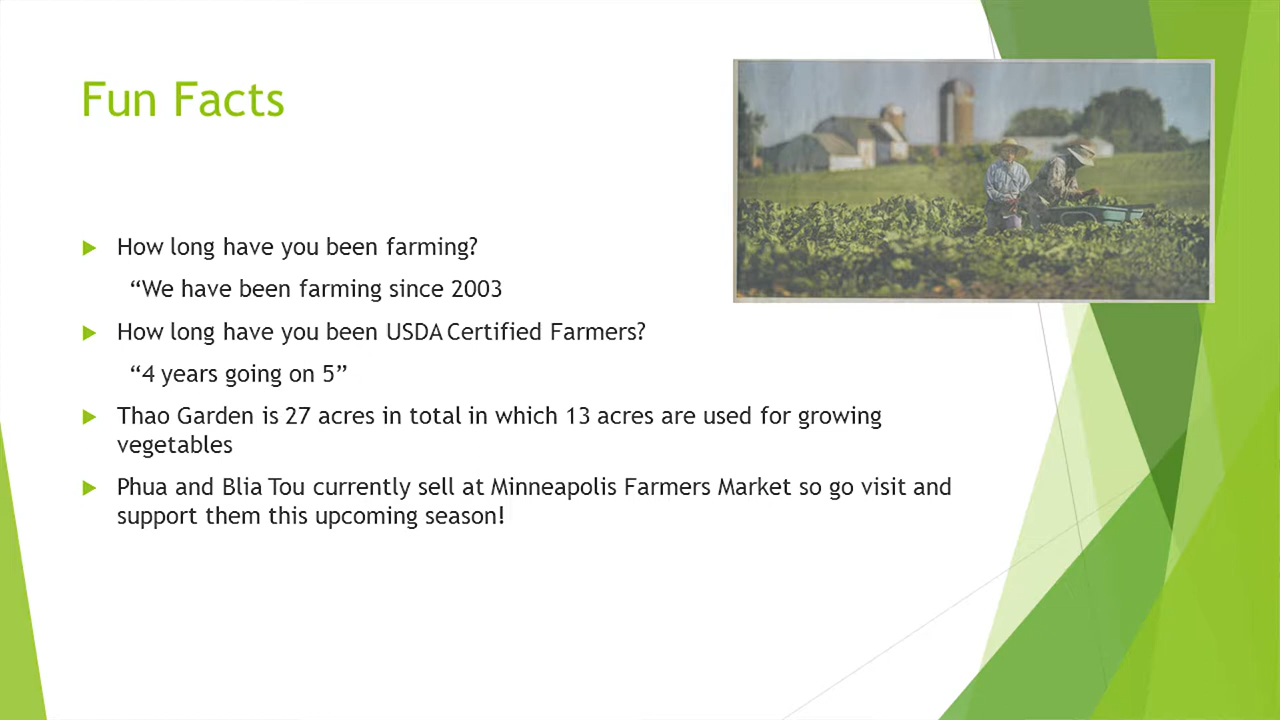 Fun Facts
How long have you been farming?
“We have been farming since 2003
How long have you been USDA Certified Farmers?
“4 years going on 5”
Thao Garden is 27 acres in total in which 13 acres are used for growing
vegetables
Phua and Blia Tou currently sell at Minneapolis Farmers Market so go visit and
support them this upcoming season!